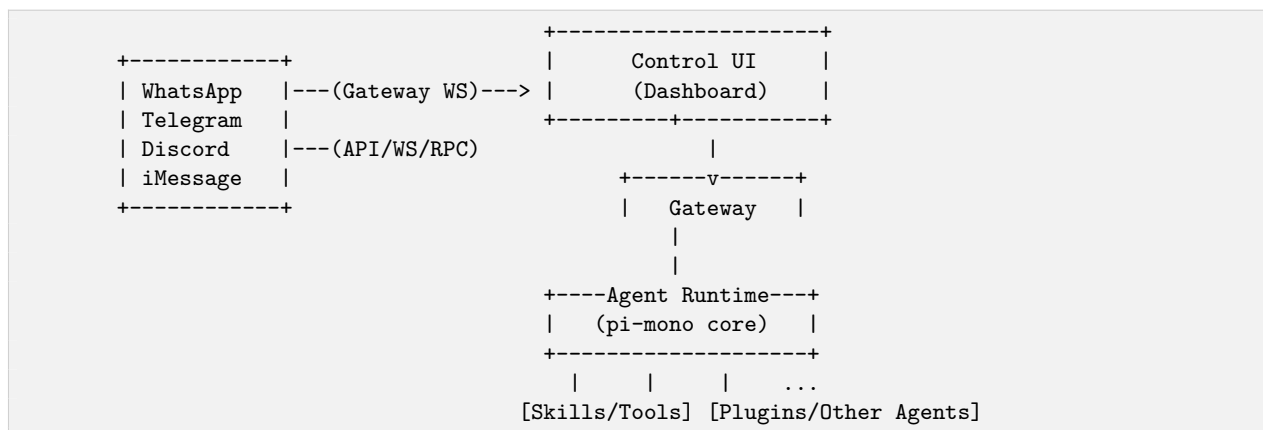 +---------------------+
+------------+                     |      Control UI     |
| WhatsApp   |---(Gateway WS)---> |      (Dashboard)    |
| Telegram   |                     +---------+-----------+
| Discord    |---(API/WS/RPC)                   |
| iMessage   |                           +------v------+
+------------+                           |   Gateway   |
                                             |
                                             |
                                   +----Agent Runtime---+
                                   |   (pi-mono core)   |
                                   +--------------------+
                                     |     |     |    ...
                                 [Skills/Tools] [Plugins/Other Agents]